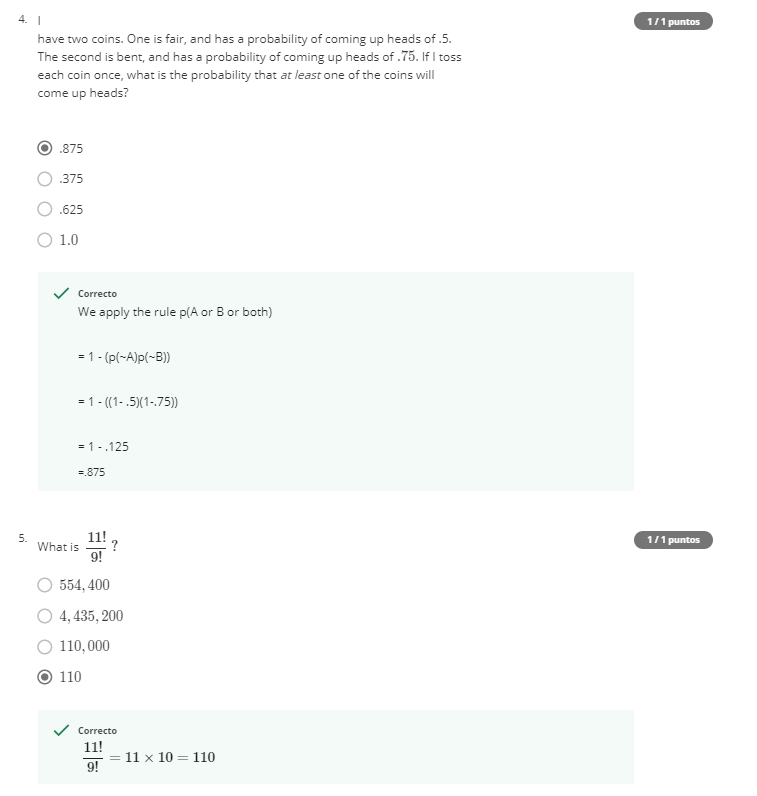 4. I
1 / 1 puntos
have two coins. One is fair, and has a probability of coming up heads of .5.
The second is bent, and has a probability of coming up heads of .75. If I toss
each coin once, what is the probability that at least one of the coins will
come up heads?
.875
.375
.625
1.0
Correcto
We apply the rule p(A or B or both)
= 1 - (p(~A)p(~B))
= 1 - ((1- .5)(1-.75))
= 1 - .125
=.875
5. What is 11!/9! ?
1 / 1 puntos
554,400
4,435,200
110,000
110
Correcto
11!/9! = 11 × 10 = 110